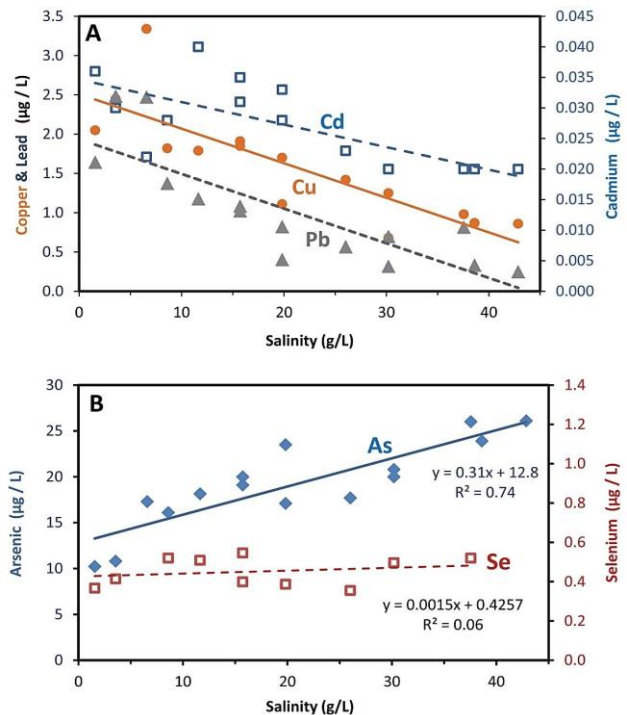 A
Copper & Lead (µg / L)
3.5
3.0
2.5
2.0
1.5
1.0
0.5
0.0
0.045
0.040
0.035
0.030
0.025
0.020
0.015
0.010
0.005
0.000
Cadmium (µg / L)
Cd
Cu
Pb
0 10 20 30 40
Salinity (g/L)
B
Arsenic (µg / L)
30
25
20
15
10
5
0
1.4
1.2
1.0
0.8
0.6
0.4
0.2
0.0
Selenium (µg / L)
As
y = 0.31x + 12.8
R² = 0.74
Se
y = 0.0015x + 0.4257
R² = 0.06
0 10 20 30 40
Salinity (g/L)